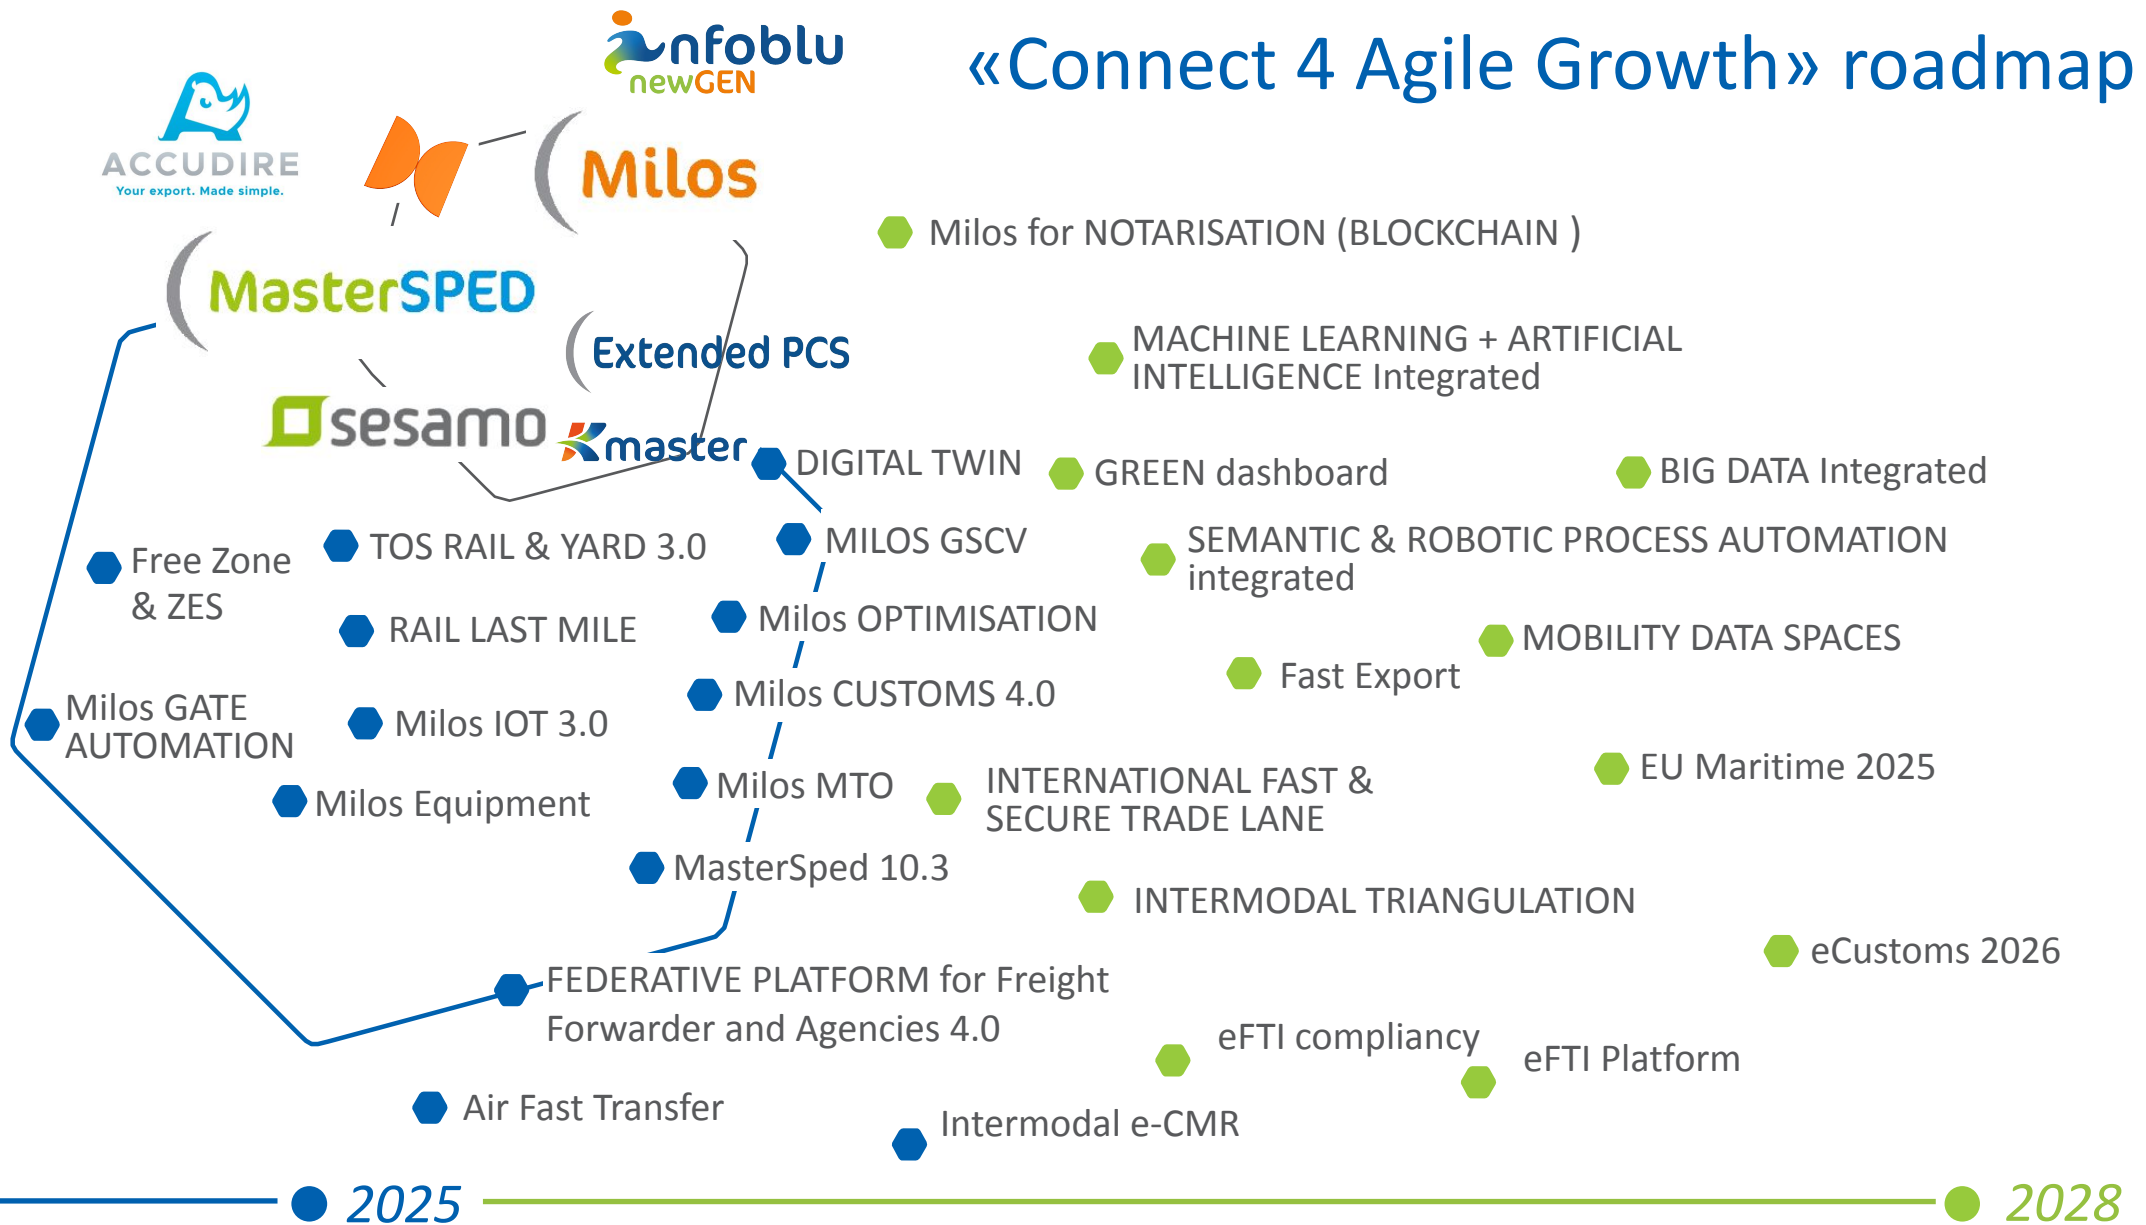 «Connect 4 Agile Growth» roadmap
infoblu
newGEN
ACCUDIRE
Your export. Made simple.
Milos
MasterSPED
Extended PCS
sesamo
Kmaster
Milos for NOTARISATION (BLOCKCHAIN )
MACHINE LEARNING + ARTIFICIAL
INTELLIGENCE Integrated
DIGITAL TWIN
GREEN dashboard
BIG DATA Integrated
Free Zone
& ZES
TOS RAIL & YARD 3.0
MILOS GSCV
SEMANTIC & ROBOTIC PROCESS AUTOMATION
integrated
RAIL LAST MILE
Milos OPTIMISATION
MOBILITY DATA SPACES
Fast Export
Milos GATE
AUTOMATION
Milos IOT 3.0
Milos CUSTOMS 4.0
Milos Equipment
Milos MTO
INTERNATIONAL FAST &
SECURE TRADE LANE
EU Maritime 2025
MasterSped 10.3
INTERMODAL TRIANGULATION
eCustoms 2026
FEDERATIVE PLATFORM for Freight
Forwarder and Agencies 4.0
eFTI compliancy
eFTI Platform
Air Fast Transfer
Intermodal e-CMR
2025
2028